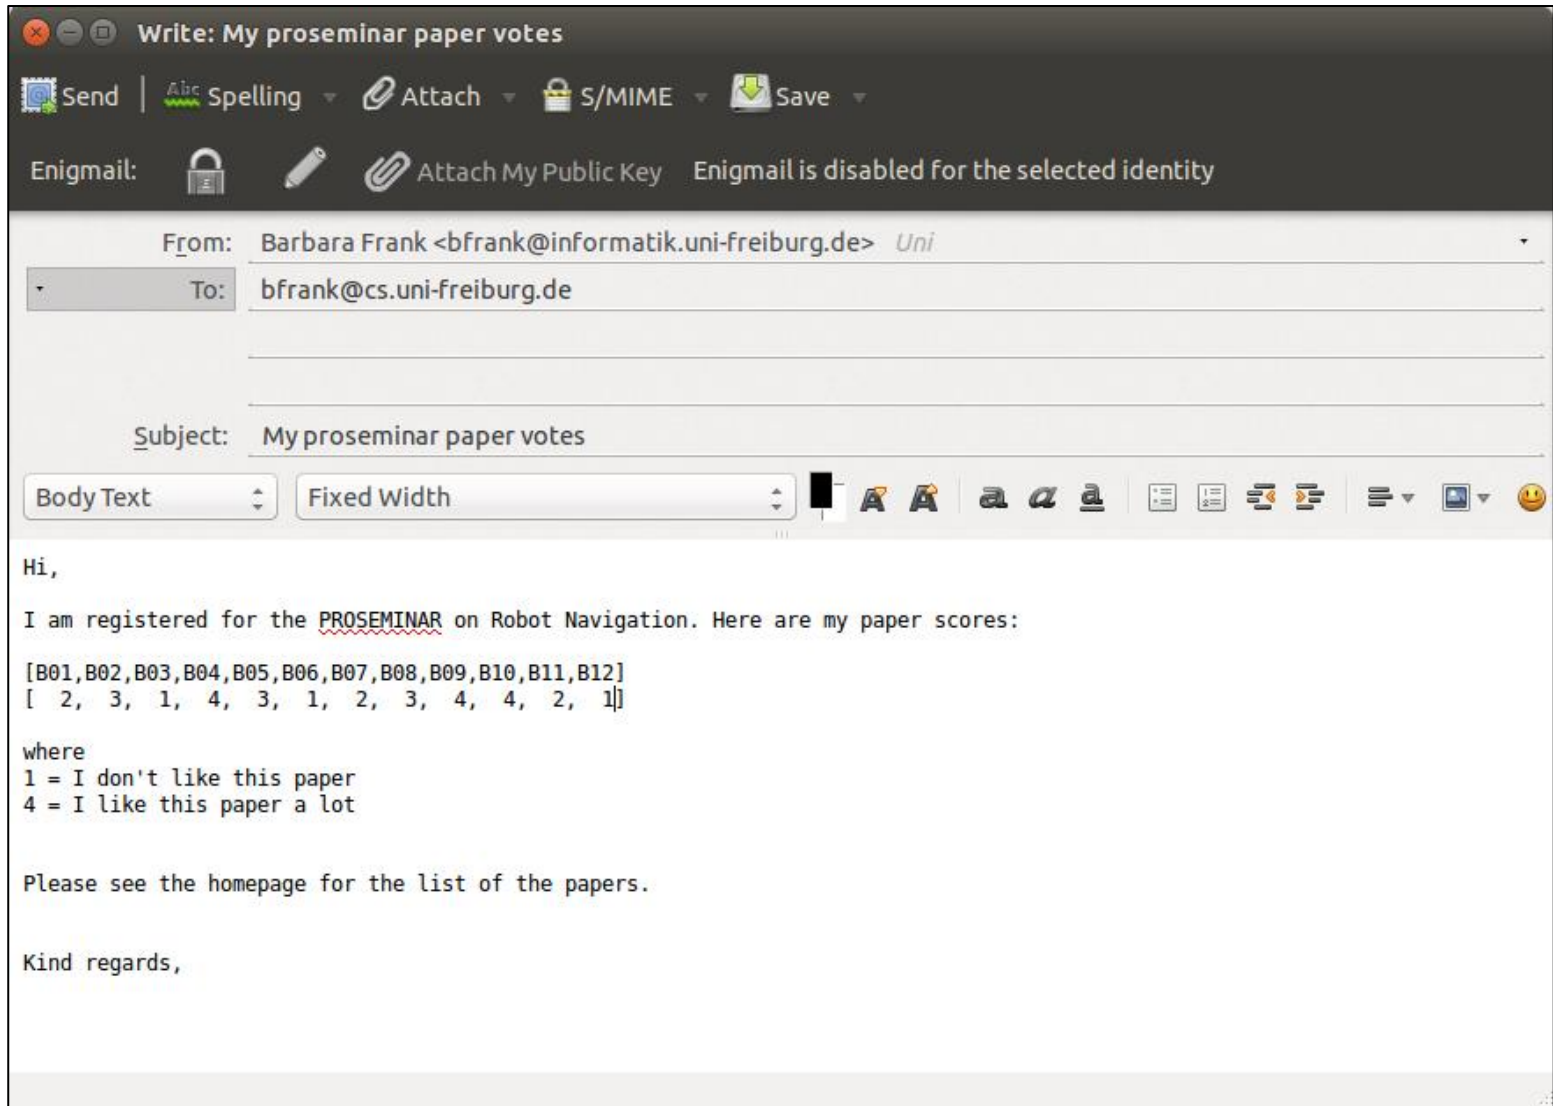 Write: My proseminar paper votes
Send Abc Spelling Attach S/MIME Save
Enigmail: Attach My Public Key Enigmail is disabled for the selected identity
From: Barbara Frank <bfrank@informatik.uni-freiburg.de> Uni
To: bfrank@cs.uni-freiburg.de
Subject: My proseminar paper votes
Body Text Fixed Width
Hi,
I am registered for the PROSEMINAR on Robot Navigation. Here are my paper scores:
[B01,B02,B03,B04,B05,B06,B07,B08,B09,B10,B11,B12]
[  2,  3,  1,  4,  3,  1,  2,  3,  4,  4,  2,  1]
where
1 = I don't like this paper
4 = I like this paper a lot
Please see the homepage for the list of the papers.
Kind regards,